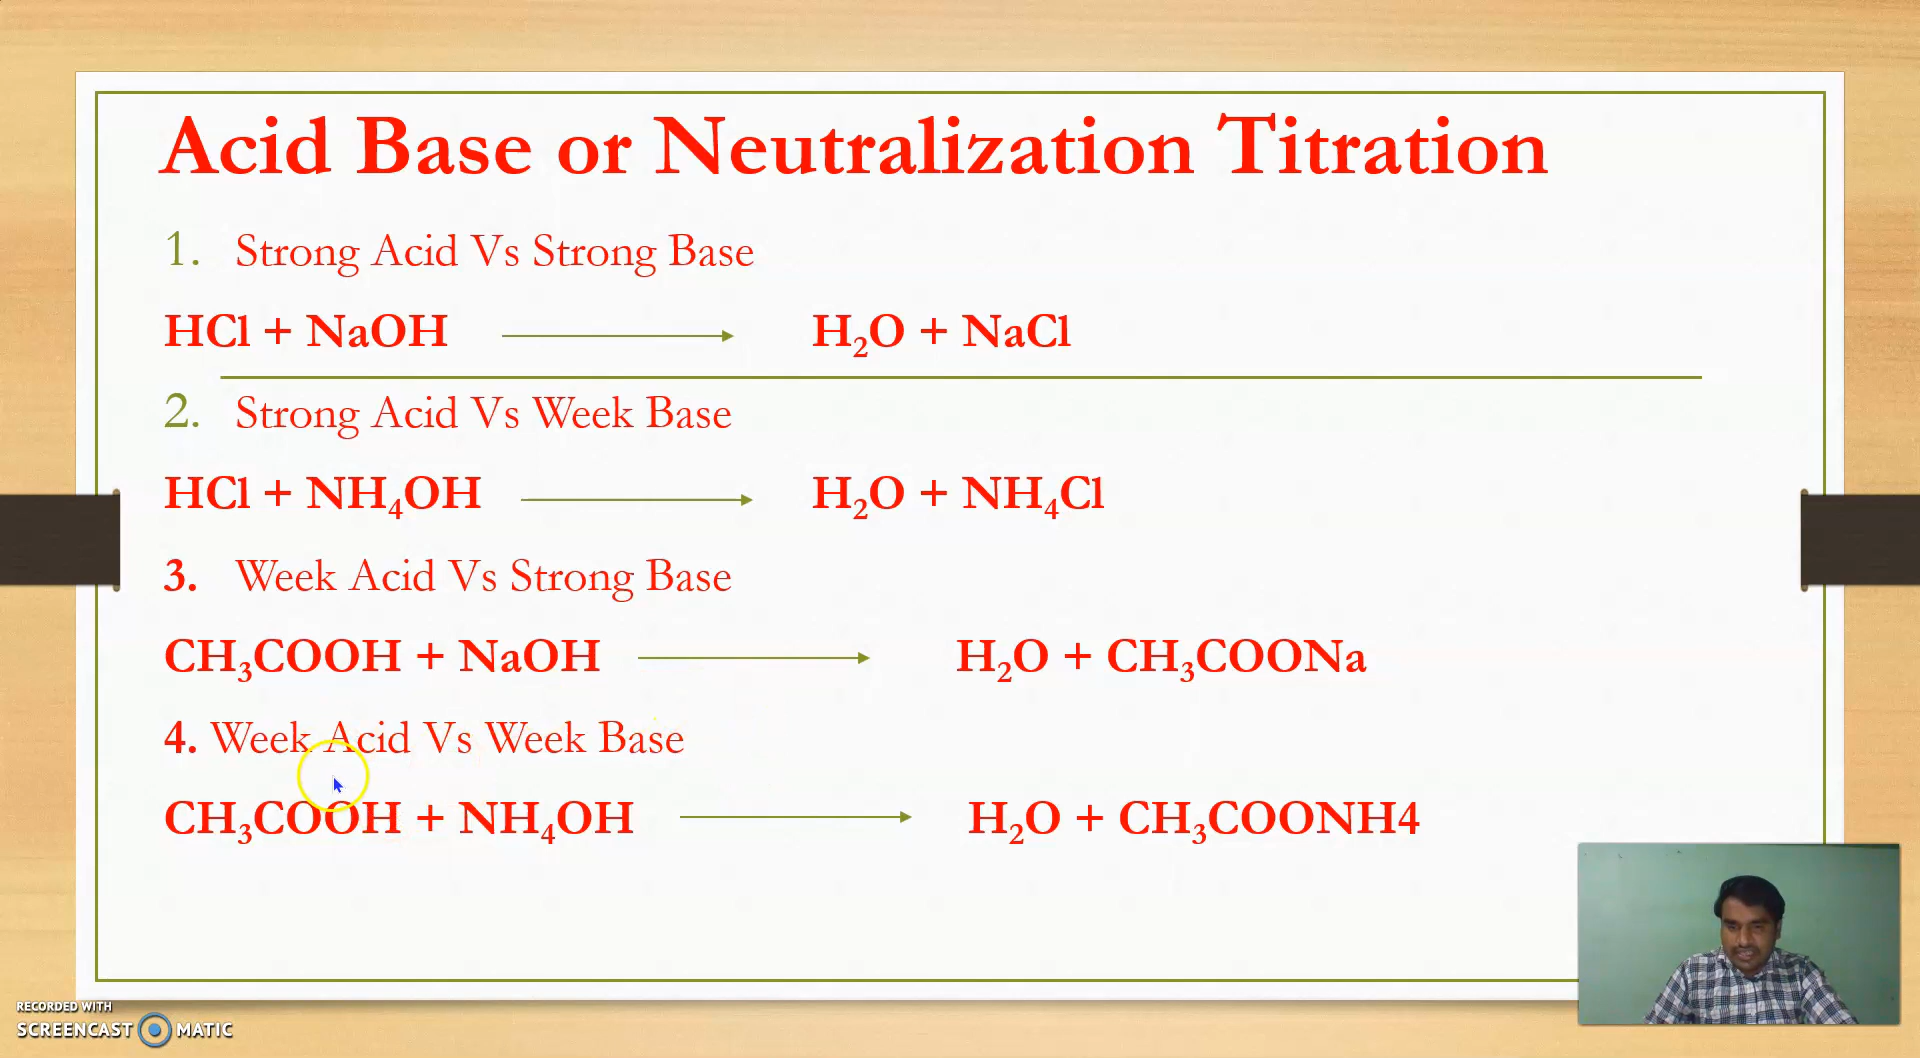 Acid Base or Neutralization Titration
1. Strong Acid Vs Strong Base
HCl + NaOH H₂O + NaCl
2. Strong Acid Vs Week Base
HCl + NH₄OH H₂O + NH₄Cl
3. Week Acid Vs Strong Base
CH₃COOH + NaOH H₂O + CH₃COONa
4. Week Acid Vs Week Base
CH₃COOH + NH₄OH H₂O + CH₃COONH4
RECORDED WITH
SCREENCAST MATIC